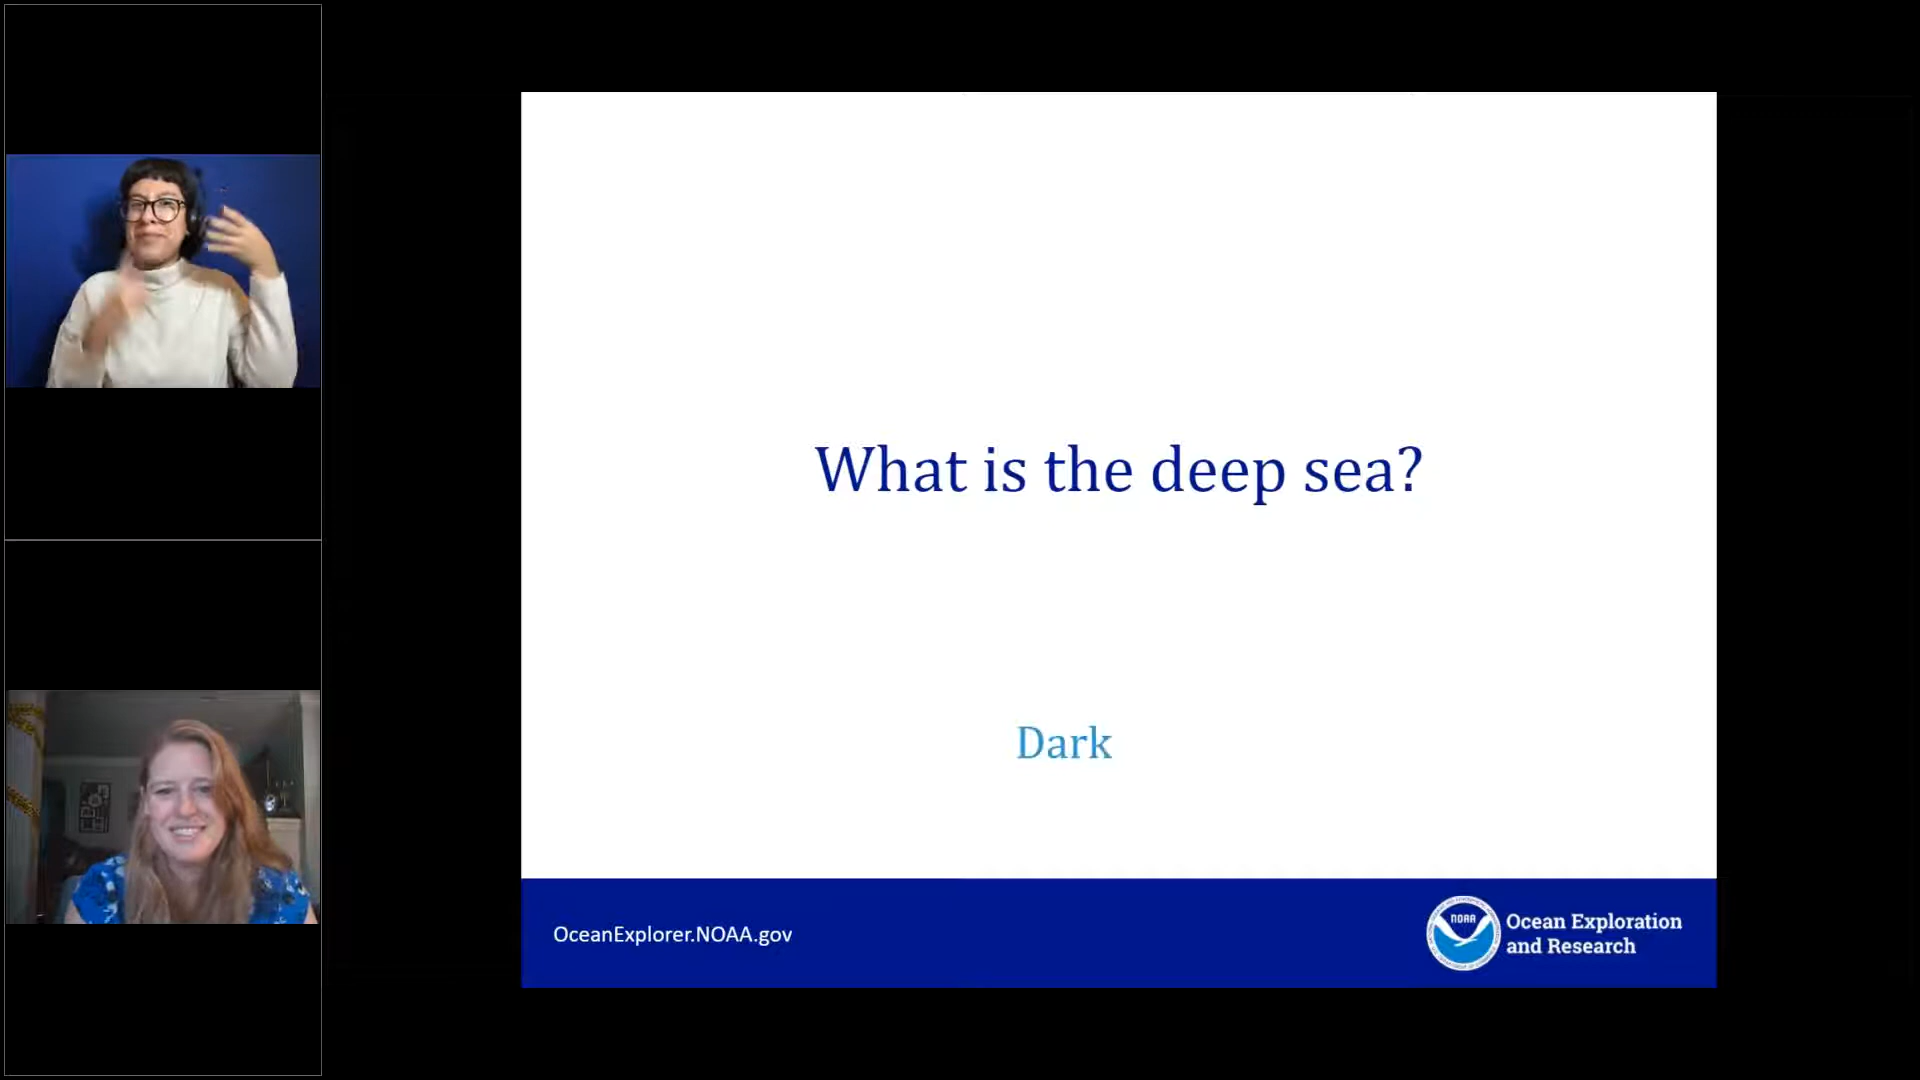 What is the deep sea?
Dark
OceanExplorer.NOAA.gov
NOAA
Ocean Exploration
and Research